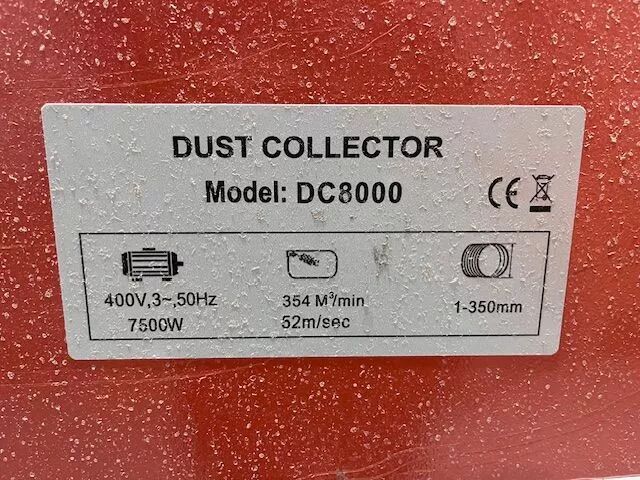 DUST COLLECTOR
Model: DC8000
CE
400V,3~,50Hz
7500W
354 M³/min
52m/sec
1-350mm